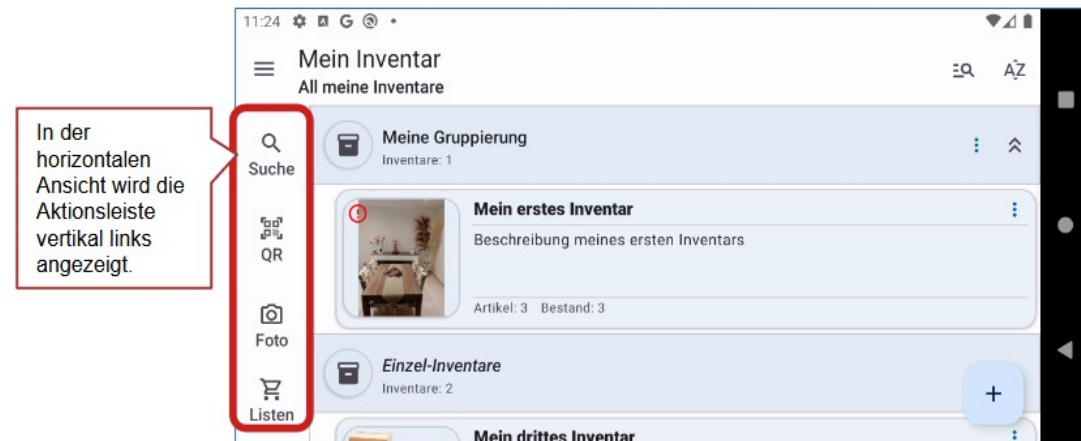 11:24
Mein Inventar
All meine Inventare
AZ
In der
horizontalen
Ansicht wird die
Aktionsleiste
vertikal links
angezeigt.
Suche
QR
Foto
Listen
Meine Gruppierung
Inventare: 1
Mein erstes Inventar
Beschreibung meines ersten Inventars
Artikel: 3 Bestand: 3
Einzel-Inventare
Inventare: 2
+
Mein drittes Inventar